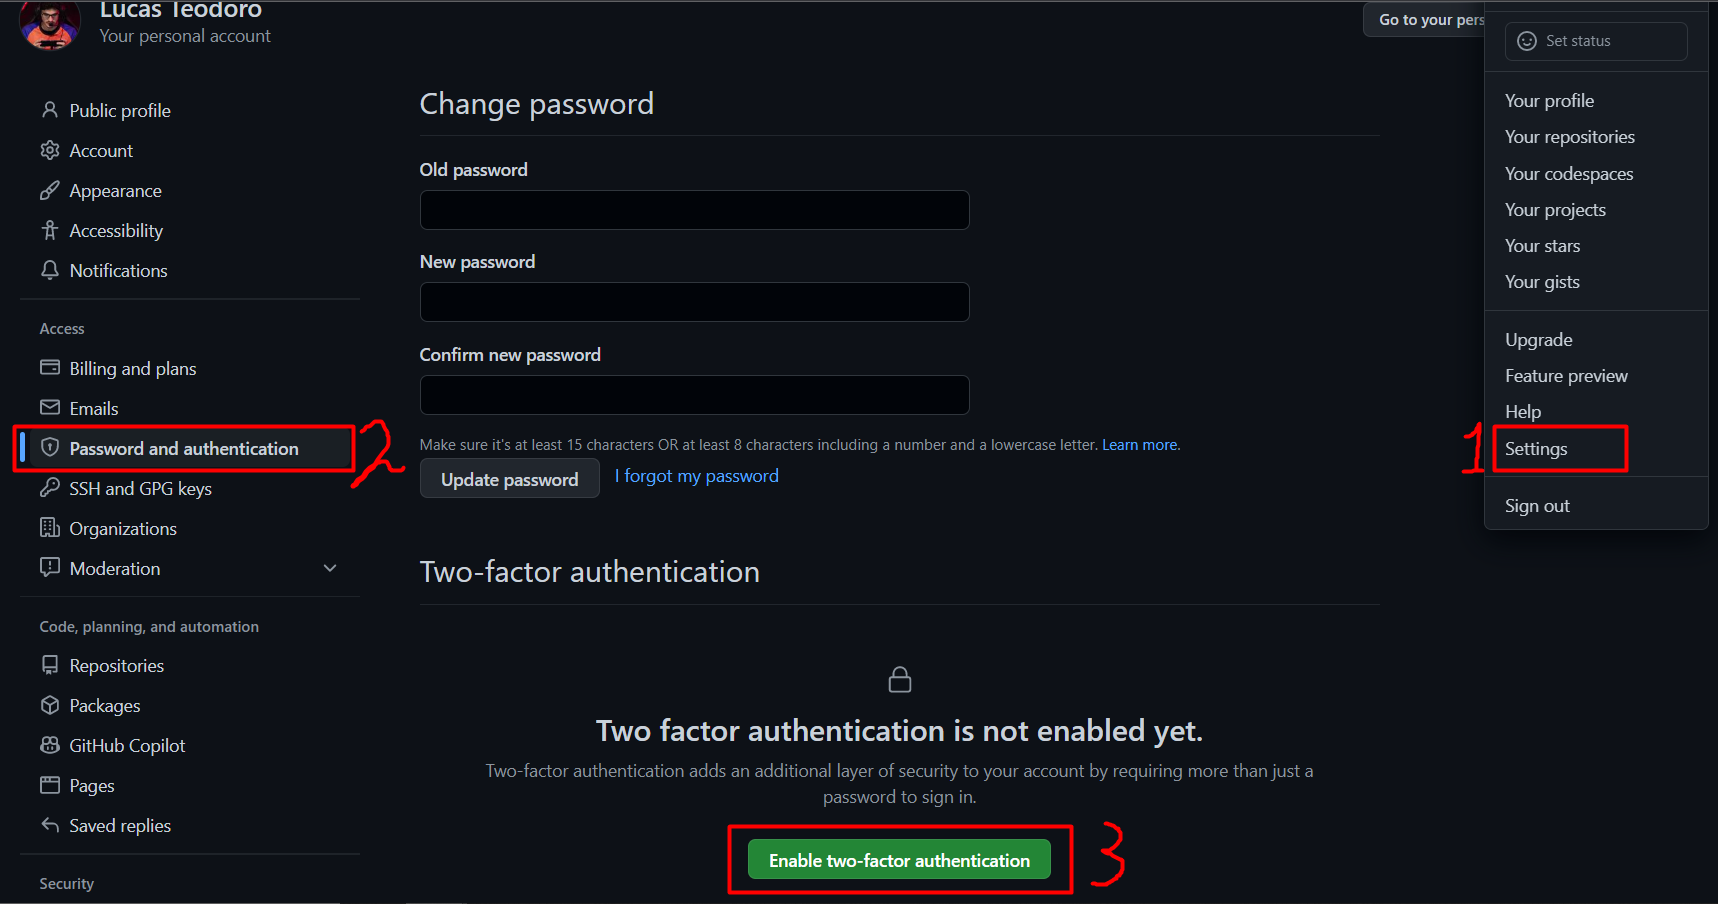 Lucas Teodoro
Your personal account
Go to your pers
Set status
Your profile
Your repositories
Your codespaces
Your projects
Your stars
Your gists
Upgrade
Feature preview
Help
1
Settings
Sign out
Public profile
Account
Appearance
Accessibility
Notifications
Access
Billing and plans
Emails
Password and authentication
2
SSH and GPG keys
Organizations
Moderation
Code, planning, and automation
Repositories
Packages
GitHub Copilot
Pages
Saved replies
Security
Change password
Old password
New password
Confirm new password
Make sure it's at least 15 characters OR at least 8 characters including a number and a lowercase letter. Learn more.
Update password
I forgot my password
Two-factor authentication
Two factor authentication is not enabled yet.
Two-factor authentication adds an additional layer of security to your account by requiring more than just a
password to sign in.
Enable two-factor authentication
3